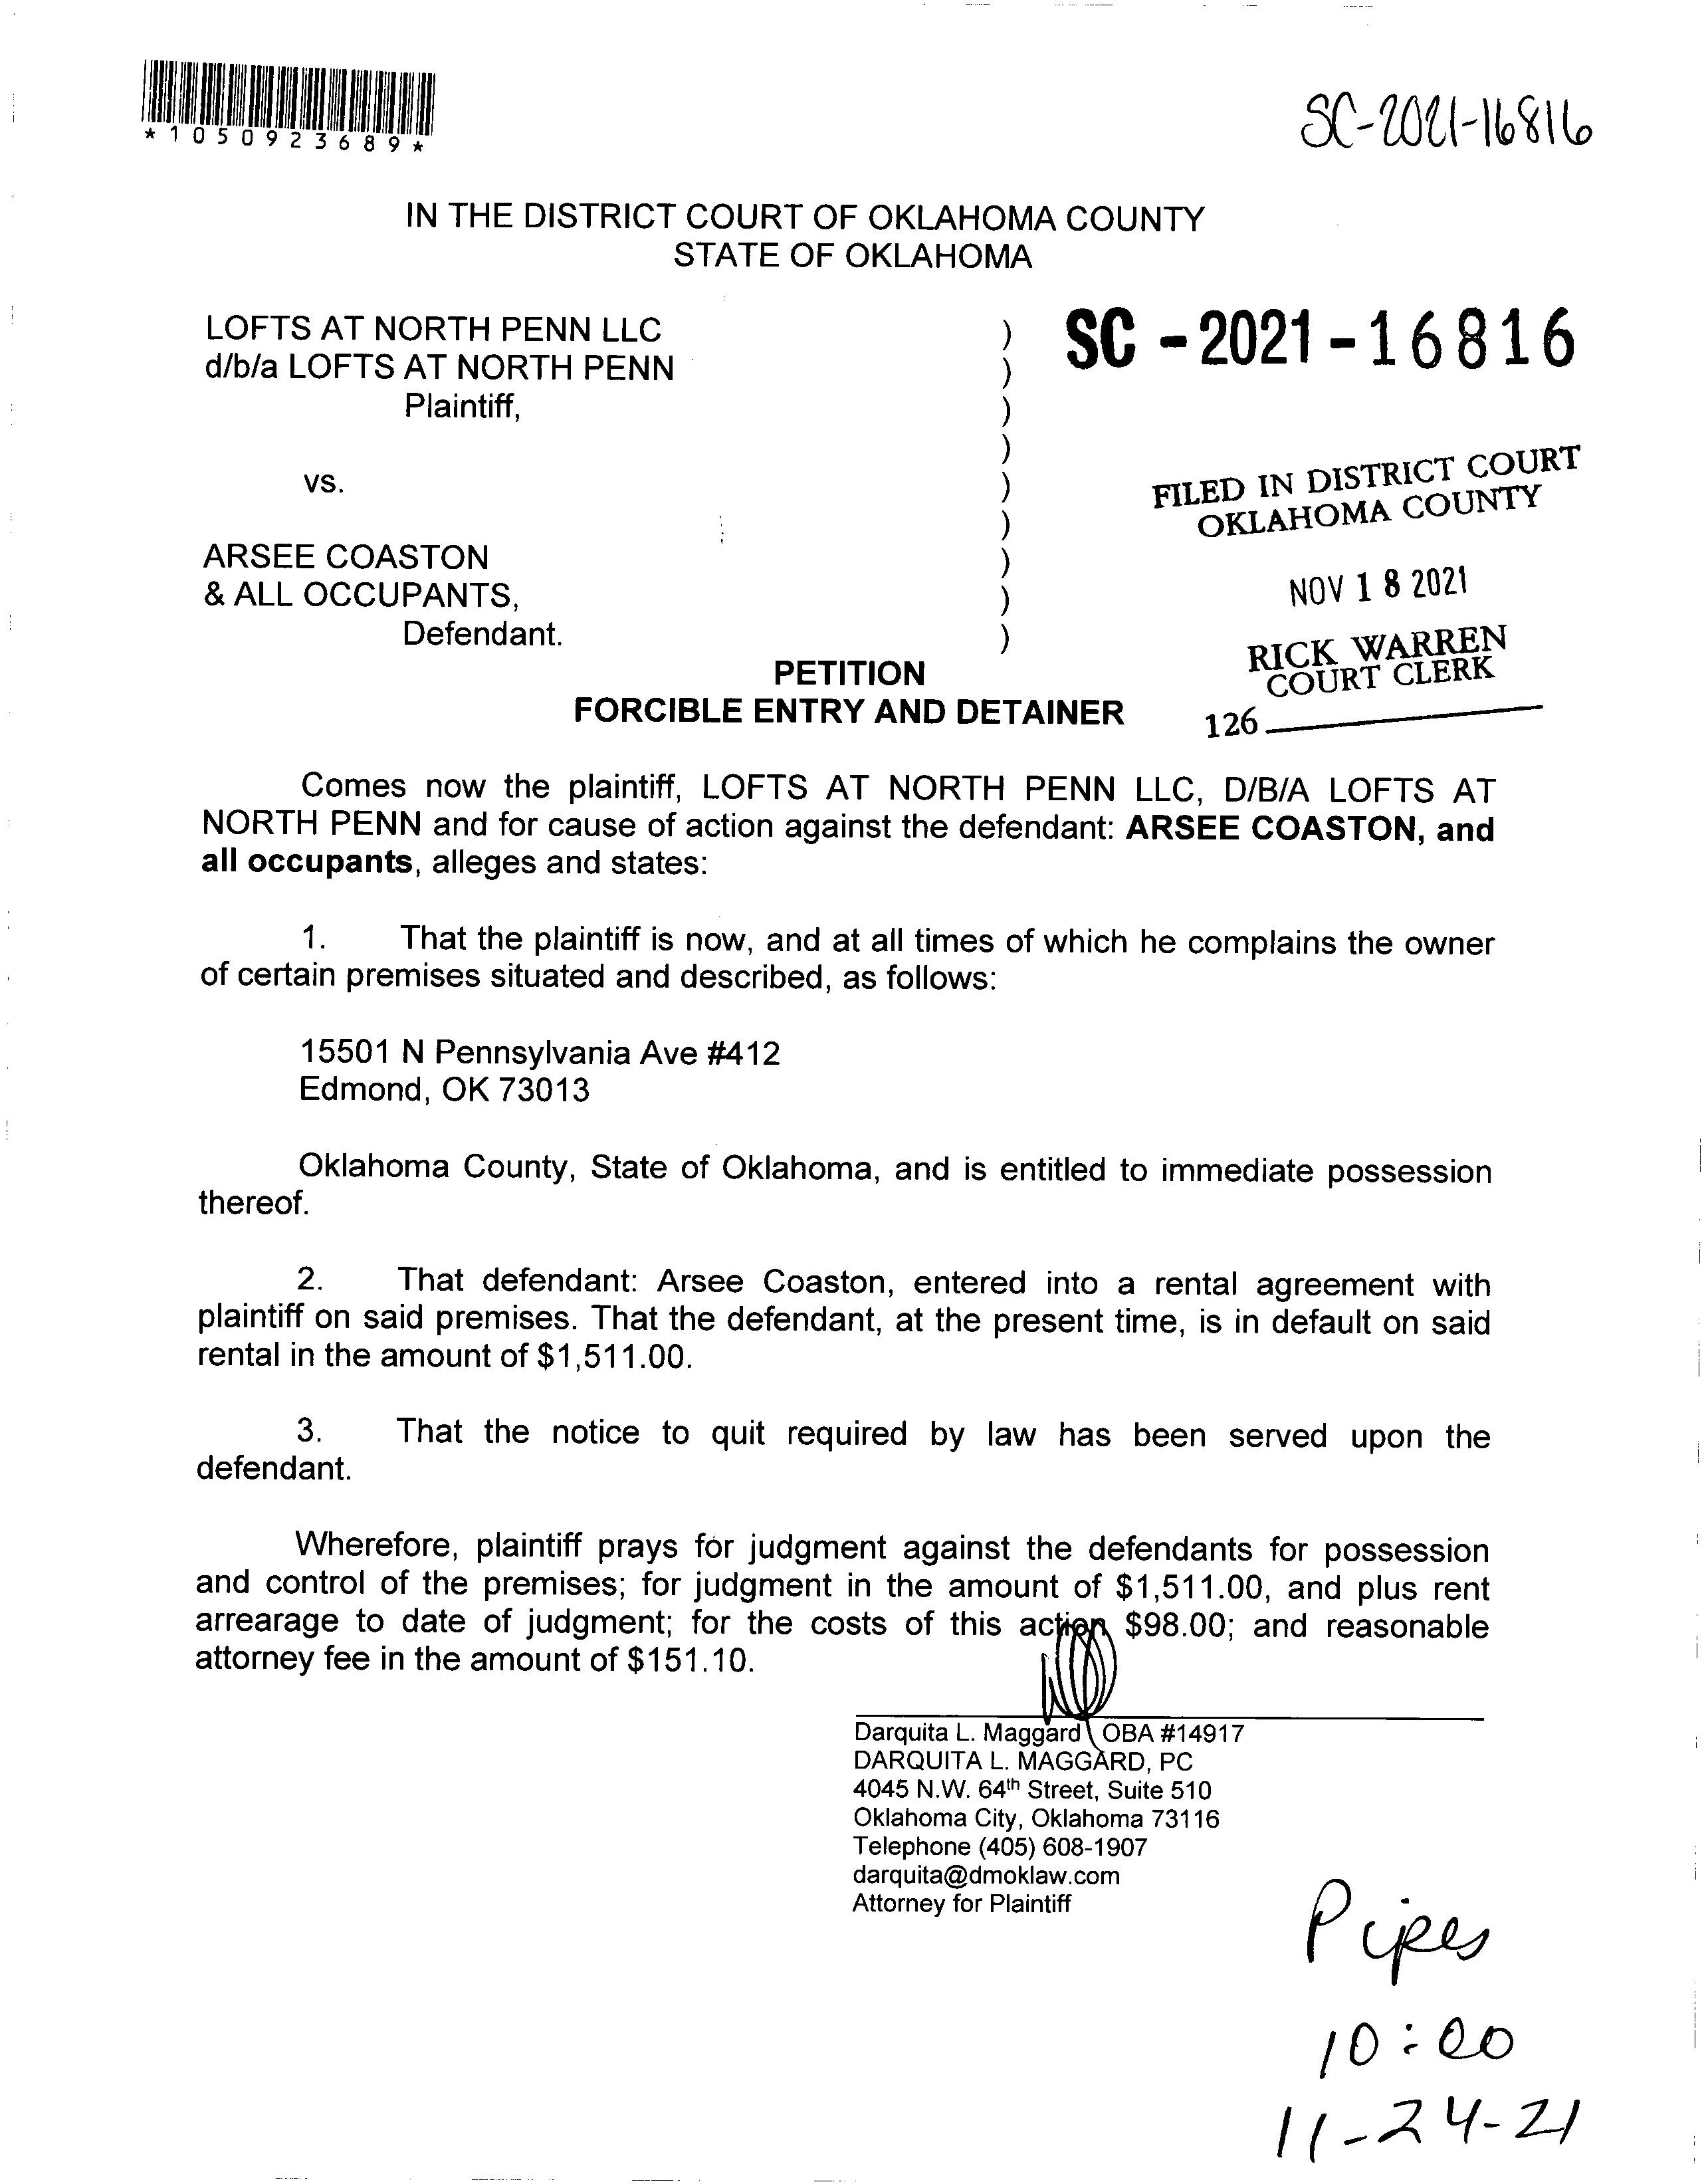 *1050923689*
SC-2021-16816
IN THE DISTRICT COURT OF OKLAHOMA COUNTY
STATE OF OKLAHOMA
LOFTS AT NORTH PENN LLC ) SC-2021-16816
d/b/a LOFTS AT NORTH PENN )
Plaintiff, )
)
vs. )
)
ARSEE COASTON )
& ALL OCCUPANTS, )
Defendant. )
FILED IN DISTRICT COURT
OKLAHOMA COUNTY
NOV 18 2021
RICK WARREN
COURT CLERK
126
PETITION
FORCIBLE ENTRY AND DETAINER
Comes now the plaintiff, LOFTS AT NORTH PENN LLC, D/B/A LOFTS AT
NORTH PENN and for cause of action against the defendant: ARSEE COASTON, and
all occupants, alleges and states:
1. That the plaintiff is now, and at all times of which he complains the owner
of certain premises situated and described, as follows:
15501 N Pennsylvania Ave #412
Edmond, OK 73013
Oklahoma County, State of Oklahoma, and is entitled to immediate possession
thereof.
2. That defendant: Arsee Coaston, entered into a rental agreement with
plaintiff on said premises. That the defendant, at the present time, is in default on said
rental in the amount of $1,511.00.
3. That the notice to quit required by law has been served upon the
defendant.
Wherefore, plaintiff prays for judgment against the defendants for possession
and control of the premises; for judgment in the amount of $1,511.00, and plus rent
arrearage to date of judgment; for the costs of this action $98.00; and reasonable
attorney fee in the amount of $151.10.
Darquita L. Maggard OBA #14917
DARQUITA L. MAGGARD, PC
4045 N.W. 64th Street, Suite 510
Oklahoma City, Oklahoma 73116
Telephone (405) 608-1907
darquita@dmoklaw.com
Attorney for Plaintiff
Pipes
10:00
11-24-21